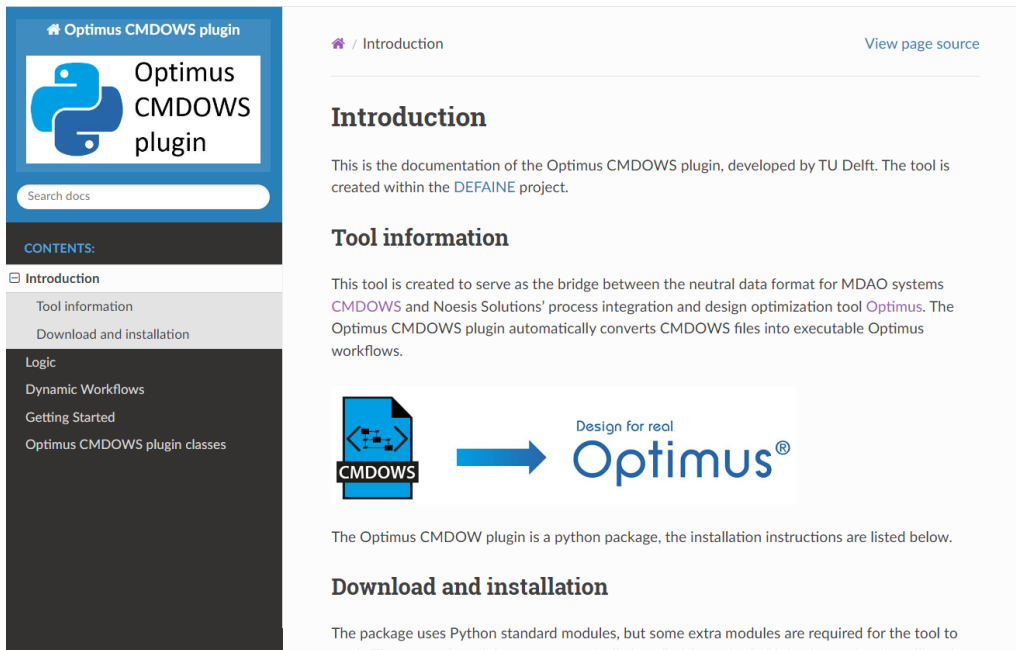 Optimus CMDOWS plugin
Optimus
CMDOWS
plugin
Search docs
CONTENTS:
Introduction
Tool information
Download and installation
Logic
Dynamic Workflows
Getting Started
Optimus CMDOWS plugin classes
/ Introduction
View page source
Introduction
This is the documentation of the Optimus CMDOWS plugin, developed by TU Delft. The tool is
created within the DEFAINE project.
Tool information
This tool is created to serve as the bridge between the neutral data format for MDAO systems
CMDOWS and Noesis Solutions' process integration and design optimization tool Optimus. The
Optimus CMDOWS plugin automatically converts CMDOWS files into executable Optimus
workflows.
CMDOWS
Design for real
Optimus®
The Optimus CMDOW plugin is a python package, the installation instructions are listed below.
Download and installation
The package uses Python standard modules, but some extra modules are required for the tool to